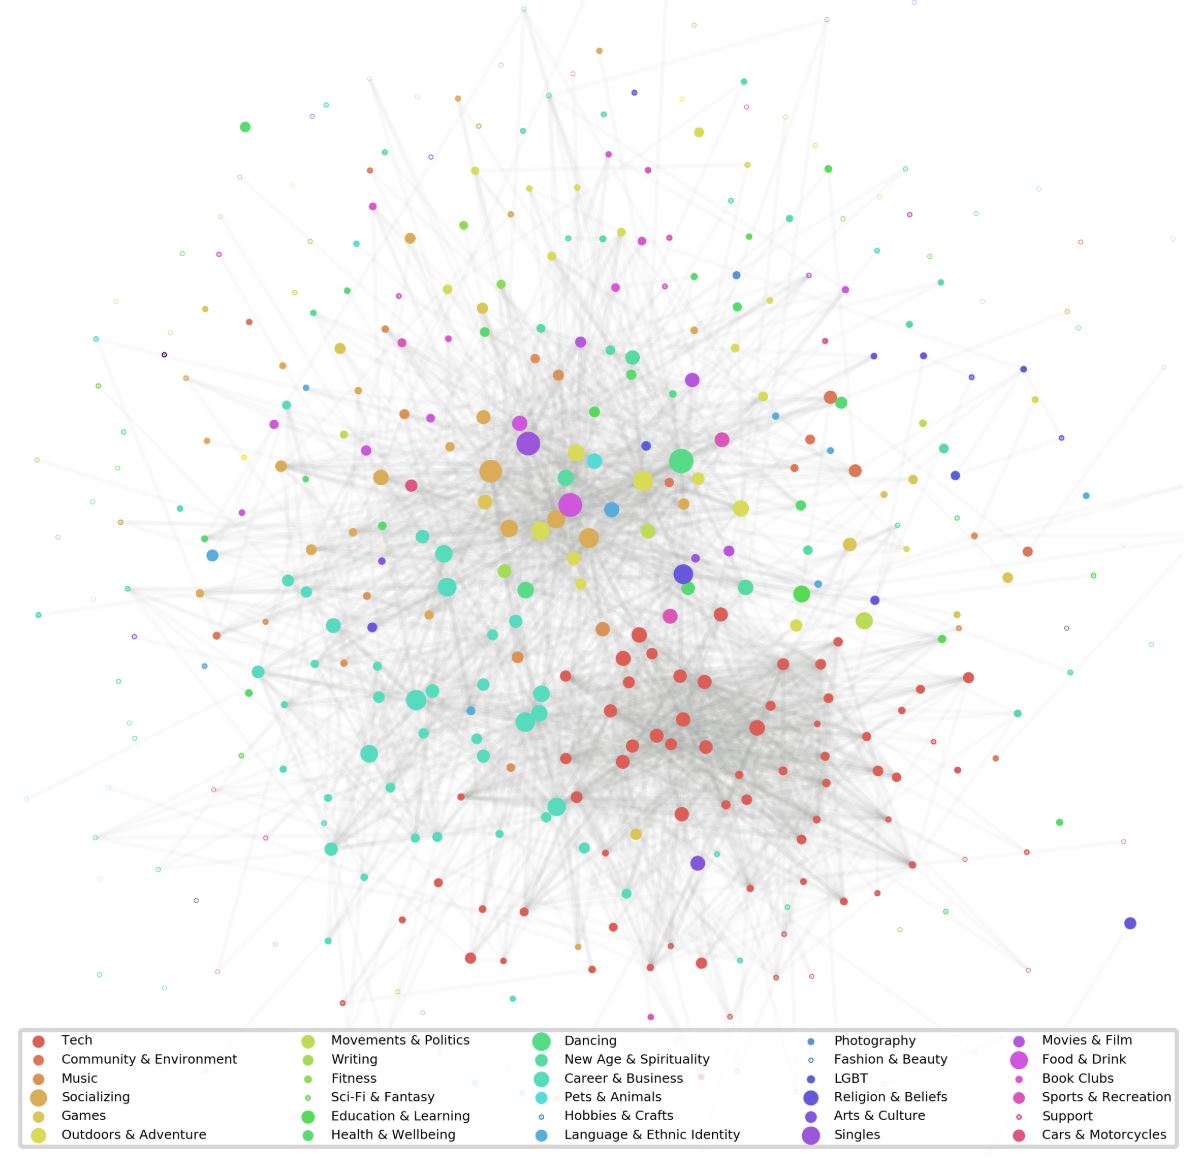 Tech
Community & Environment
Music
Socializing
Games
Outdoors & Adventure
Movements & Politics
Writing
Fitness
Sci-Fi & Fantasy
Education & Learning
Health & Wellbeing
Dancing
New Age & Spirituality
Career & Business
Pets & Animals
Hobbies & Crafts
Language & Ethnic Identity
Photography
Fashion & Beauty
LGBT
Religion & Beliefs
Arts & Culture
Singles
Movies & Film
Food & Drink
Book Clubs
Sports & Recreation
Support
Cars & Motorcycles